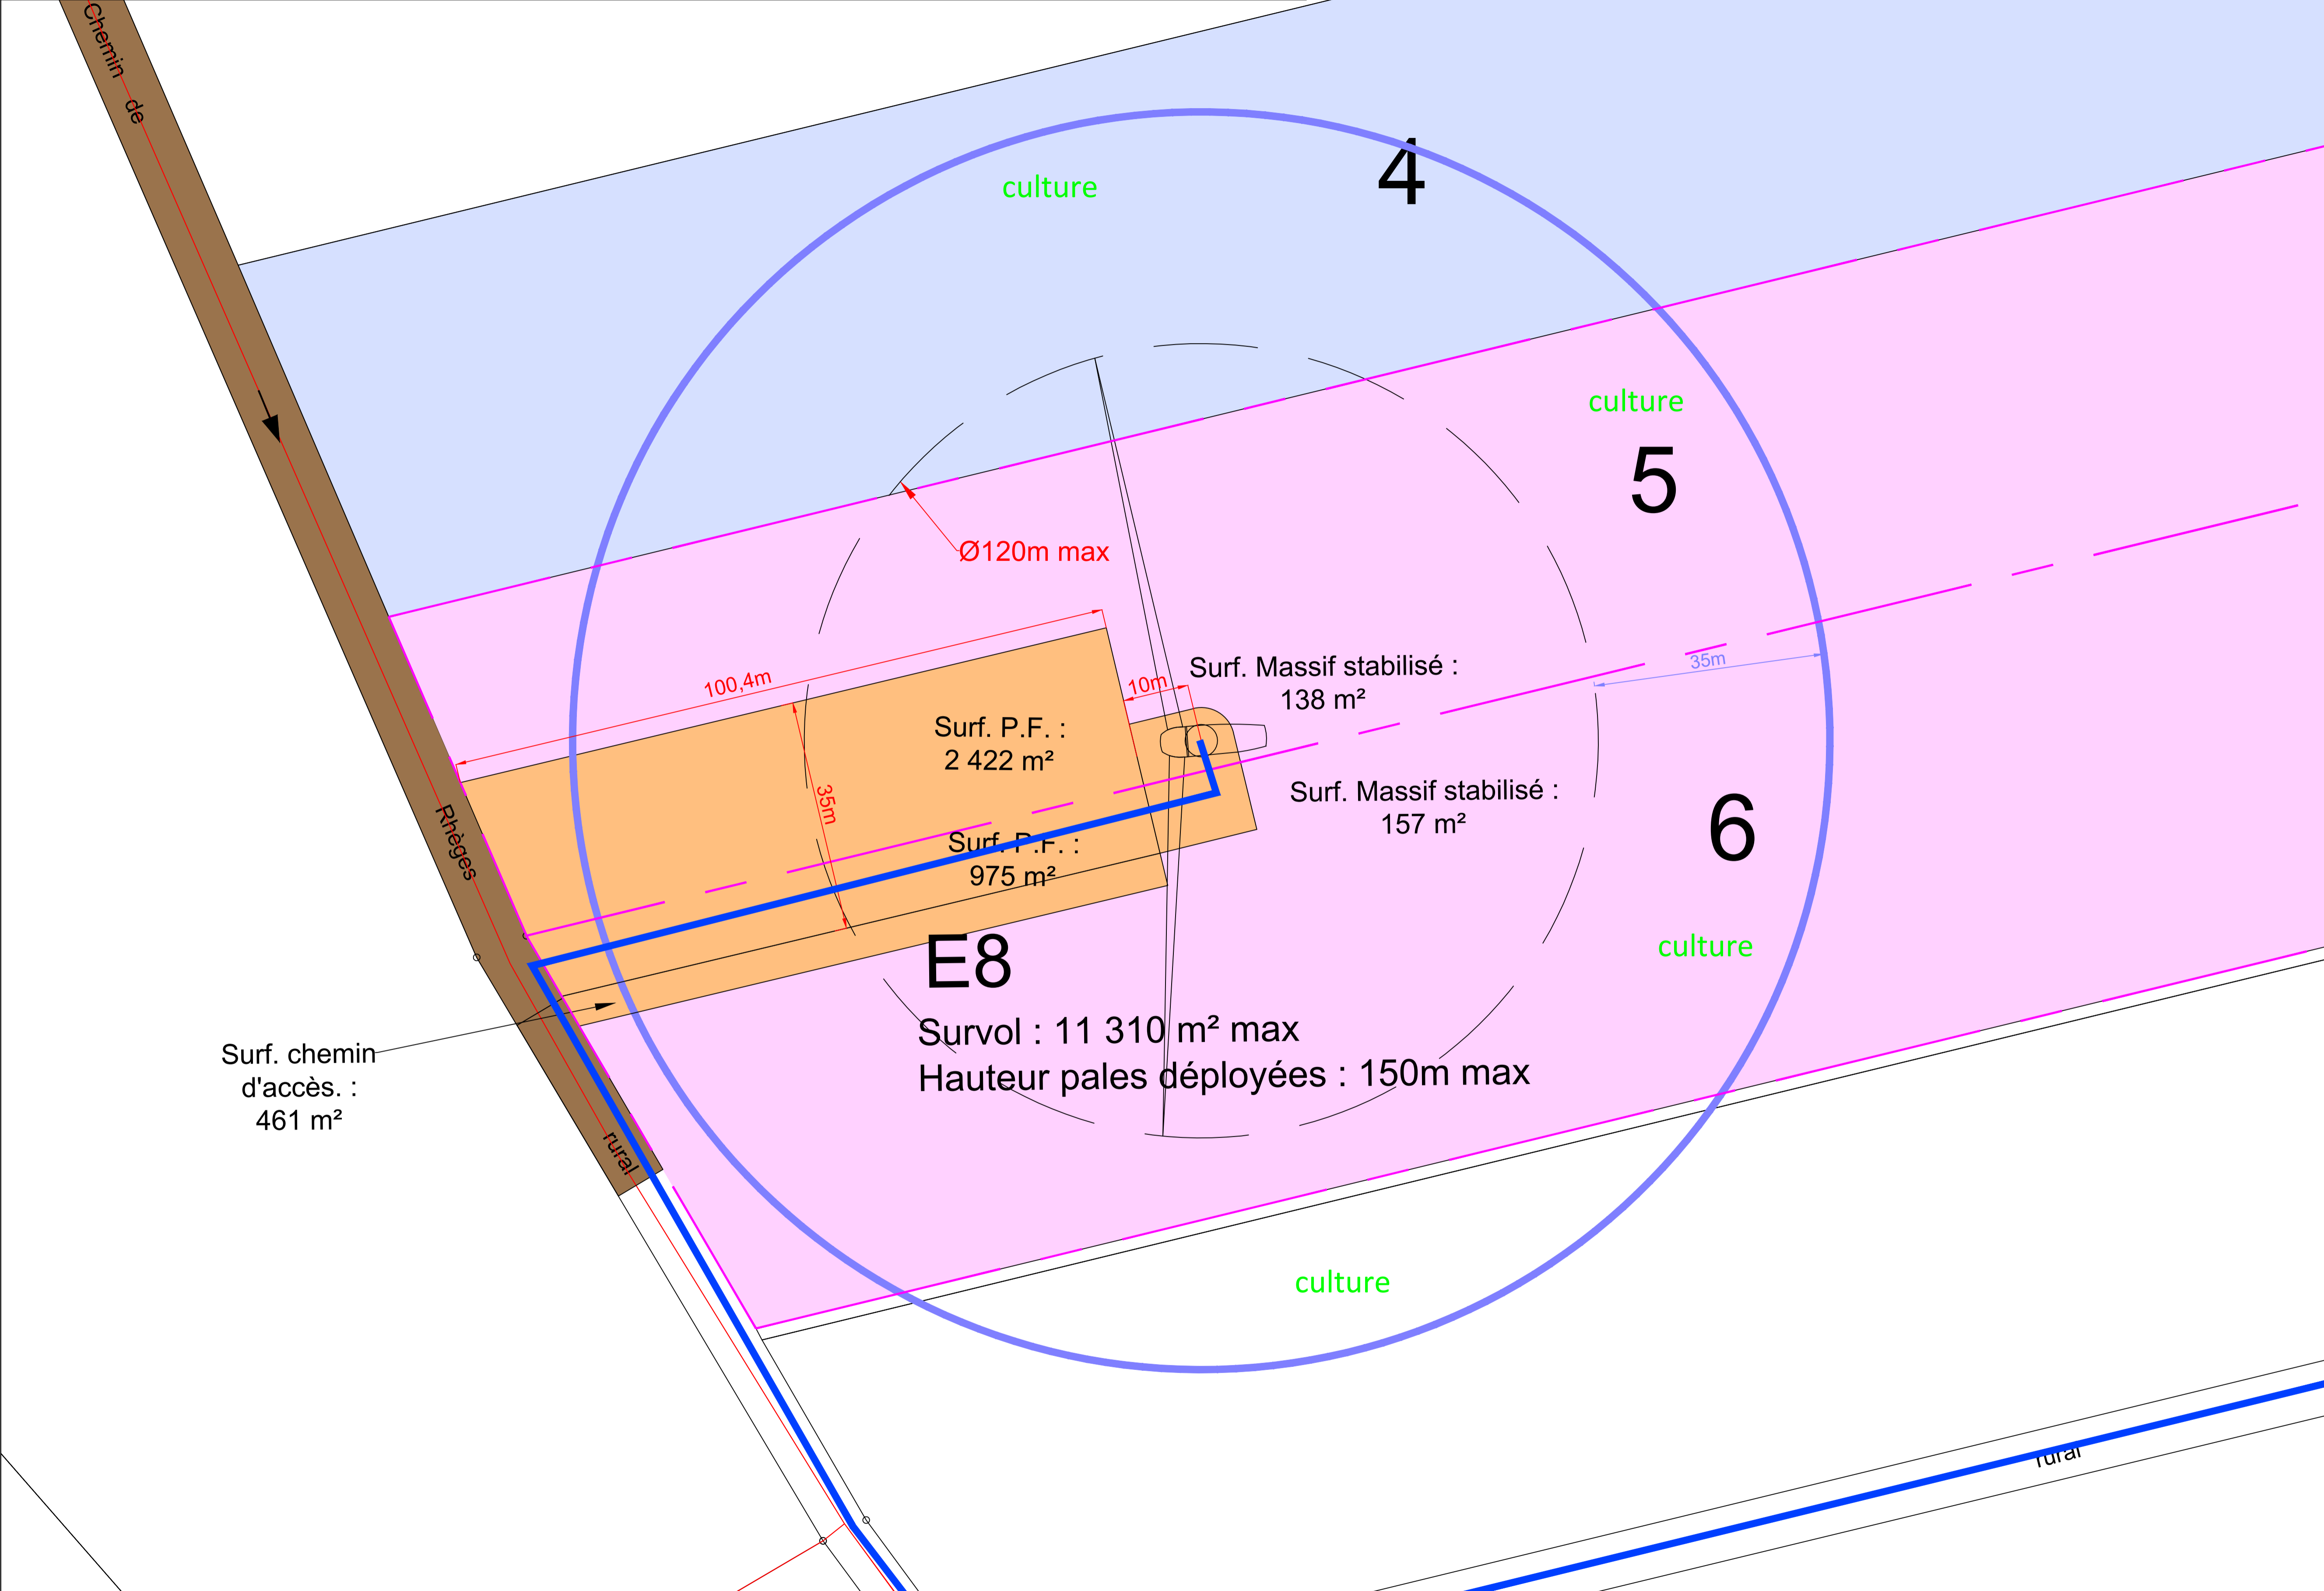 Chemin de
4
culture
culture
5
Ø120m max
100,4m
10m
Surf. Massif stabilisé :
138 m²
35m
Surf. P.F. :
2 422 m²
35m
Surf. Massif stabilisé :
157 m²
6
Rhèges
Surf. P.F. :
975 m²
E8
culture
Survol : 11 310 m² max
Hauteur pales déployées : 150m max
Surf. chemin
d'accès. :
461 m²
rural
culture
rural